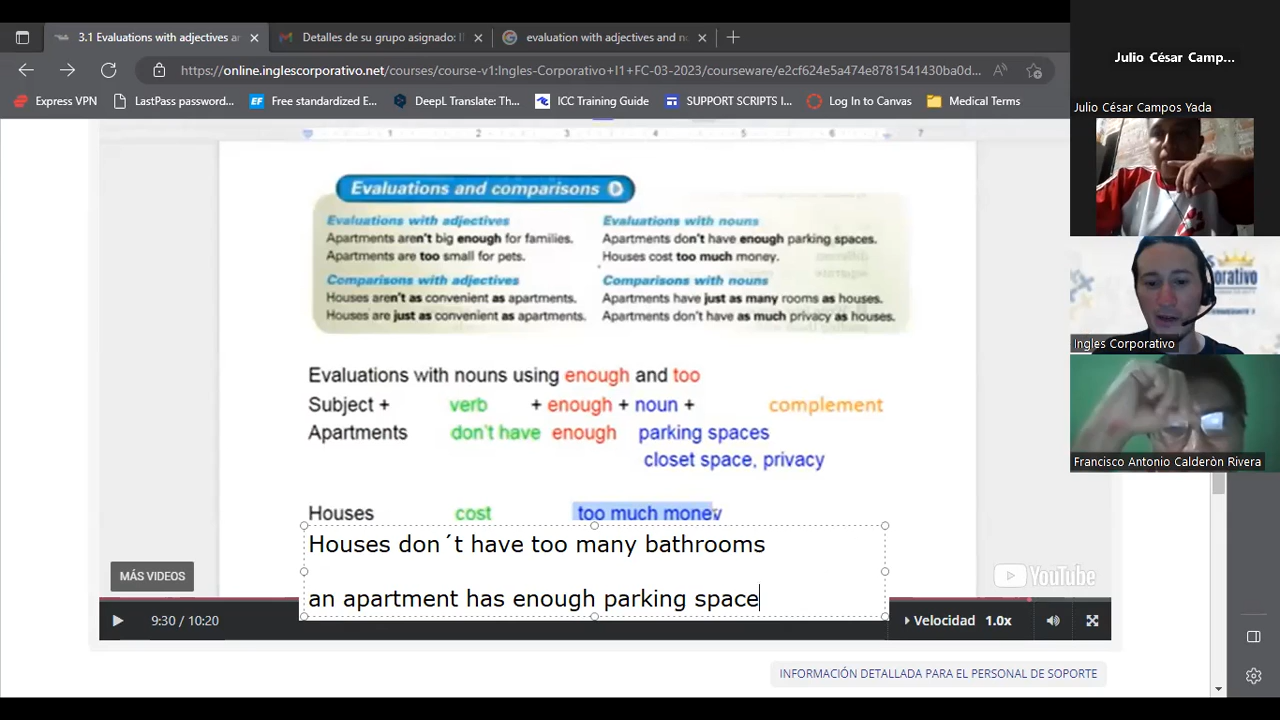 3.1 Evaluations with adjectives ar
Detalles de su grupo asignado: II
evaluation with adjectives and no
https://online.inglescorporativo.net/courses/course-v1:Ingles-Corporativo+I1+FC-03-2023/courseware/e2cf624e5a474e8781541430ba0d...
Express VPN
LastPass password...
Free standardized E...
DeepL Translate: Th...
ICC Training Guide
SUPPORT SCRIPTS I...
Log In to Canvas
Medical Terms
1 2 3 4 5 6 7
Evaluations and comparisons
Evaluations with adjectives
Apartments aren't big enough for families.
Apartments are too small for pets.
Comparisons with adjectives
Houses aren't as convenient as apartments.
Houses are just as convenient as apartments.
Evaluations with nouns
Apartments don't have enough parking spaces.
Houses cost too much money.
Comparisons with nouns
Apartments have just as many rooms as houses.
Apartments don't have as much privacy as houses.
Evaluations with nouns using enough and too
Subject + verb + enough + noun + complement
Apartments don't have enough parking spaces
closet space, privacy
Houses cost too much money
Houses don´t have too many bathrooms
an apartment has enough parking space
MÁS VIDEOS
YouTube
9:30 / 10:20
Velocidad 1.0x
INFORMACIÓN DETALLADA PARA EL PERSONAL DE SOPORTE
Julio César Camp...
Julio César Campos Yada
Ingles Corporativo
Francisco Antonio Calderòn Rivera